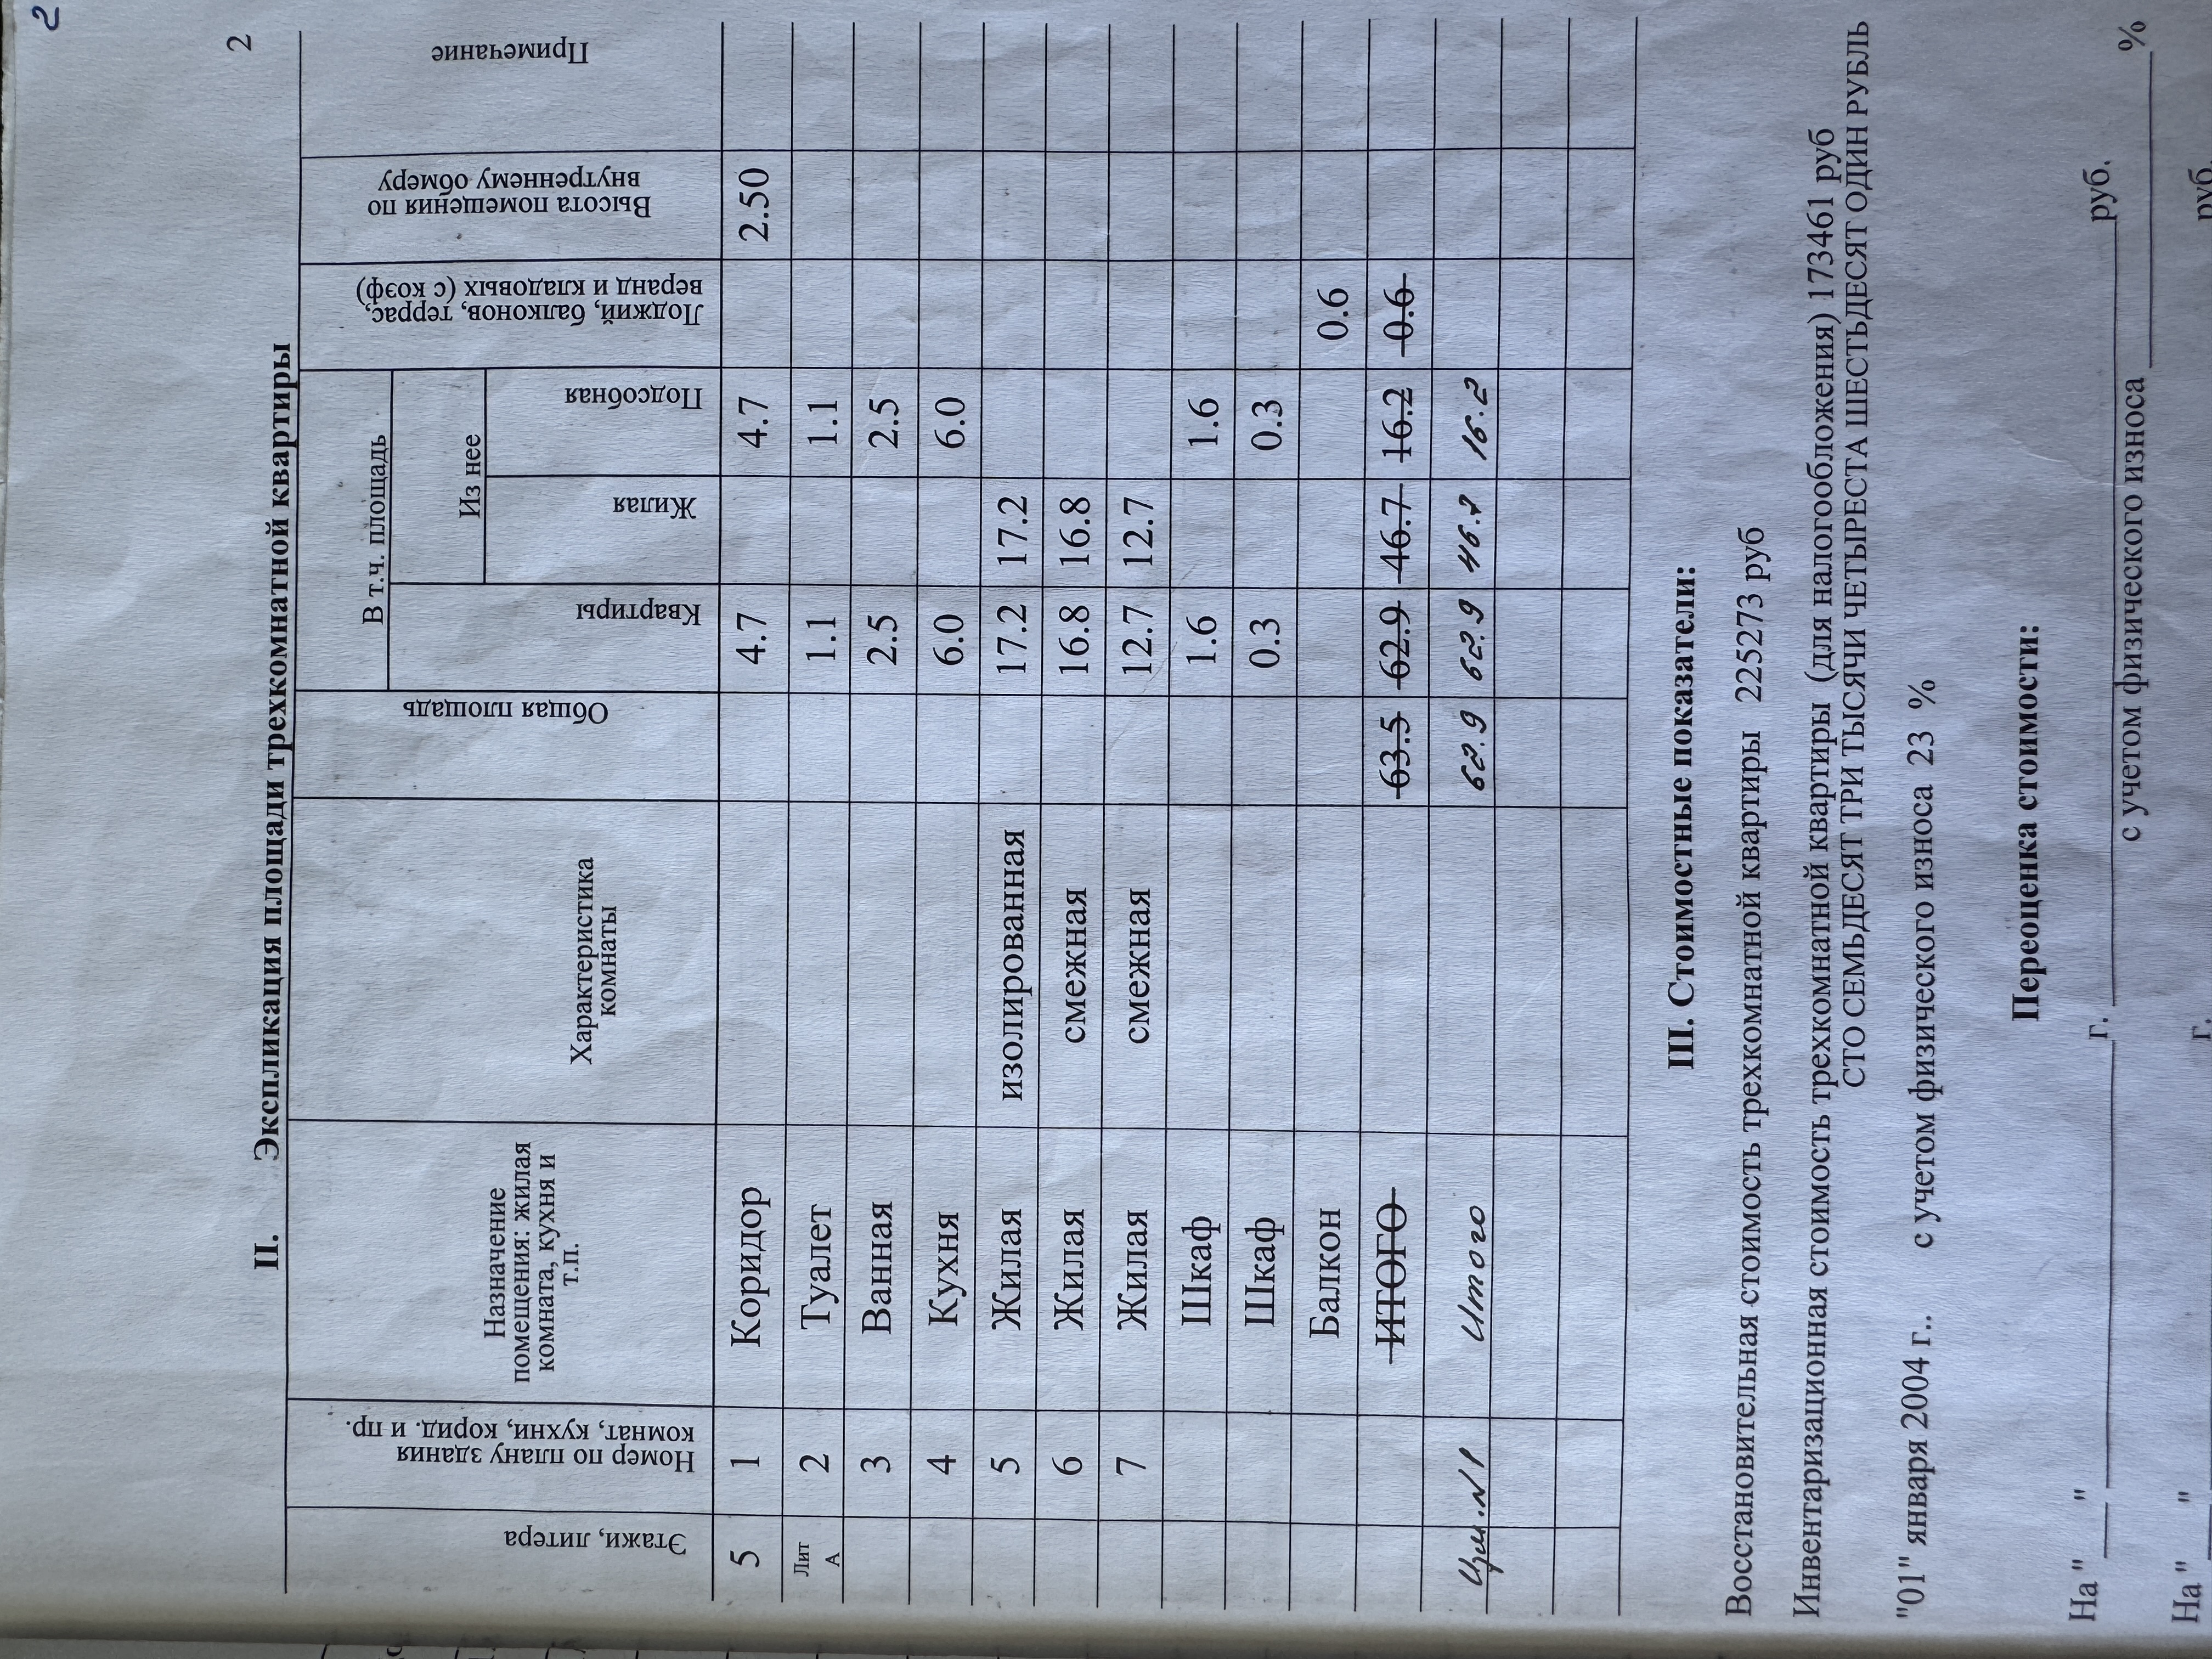 2
2
II. Экспликация площади трехкомнатной квартиры
Этажи, литера
Номер по плану здания комнат, кухни, корид. и пр.
Назначение помещения: жилая комната, кухня и т.п.
Характеристика комнаты
Общая площадь
В т.ч. площадь
Квартиры
Из нее
Жилая
Подсобная
Лоджий, балконов, террас, веранд и кладовых (с коэф)
Высота помещения по внутреннему обмеру
Примечание
5 1 Коридор 4.7 4.7 2.50
Лит А 2 Туалет 1.1 1.1
3 Ванная 2.5 2.5
4 Кухня 6.0 6.0
5 Жилая изолированная 17.2 17.2
6 Жилая смежная 16.8 16.8
7 Жилая смежная 12.7 12.7
Шкаф 1.6 1.6
Шкаф 0.3 0.3
Балкон 0.6
ИТОГО 63.5 62.9 46.7 16.2 0.6
Изм. N 1 Итого 62.9 62.9 46.7 16.2
III. Стоимостные показатели:
Восстановительная стоимость трехкомнатной квартиры 225273 руб
Инвентаризационная стоимость трехкомнатной квартиры (для налогообложения) 173461 руб
СТО СЕМЬДЕСЯТ ТРИ ТЫСЯЧИ ЧЕТЫРЕСТА ШЕСТЬДЕСЯТ ОДИН РУБЛЬ
"01" января 2004 г.. с учетом физического износа 23 %
Переоценка стоимости:
На " " г. руб.
с учетом физического износа %
На " " г. руб.